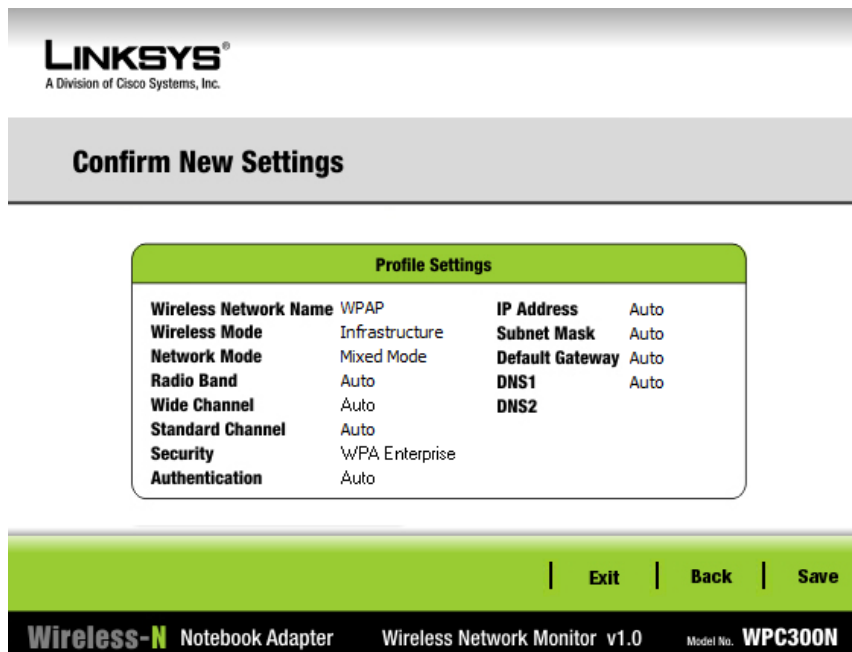 LINKSYS®
A Division of Cisco Systems, Inc.
Confirm New Settings
Profile Settings
Wireless Network Name WPAP
Wireless Mode Infrastructure
Network Mode Mixed Mode
Radio Band Auto
Wide Channel Auto
Standard Channel Auto
Security WPA Enterprise
Authentication Auto
IP Address Auto
Subnet Mask Auto
Default Gateway Auto
DNS1 Auto
DNS2
Exit Back Save
Wireless-N Notebook Adapter Wireless Network Monitor v1.0 Model No. WPC300N